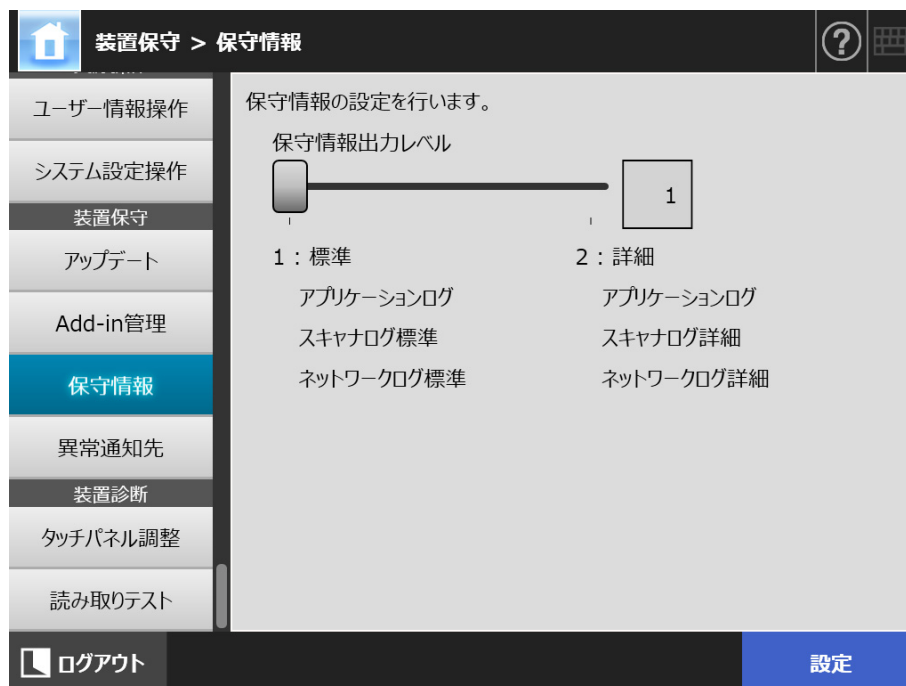 装置保守 > 保守情報
?
ユーザー情報操作
システム設定操作
装置保守
アップデート
Add-in管理
保守情報
異常通知先
装置診断
タッチパネル調整
読み取りテスト
保守情報の設定を行います。
保守情報出力レベル
1
1：標準
アプリケーションログ
スキャナログ標準
ネットワークログ標準
2：詳細
アプリケーションログ
スキャナログ詳細
ネットワークログ詳細
ログアウト
設定